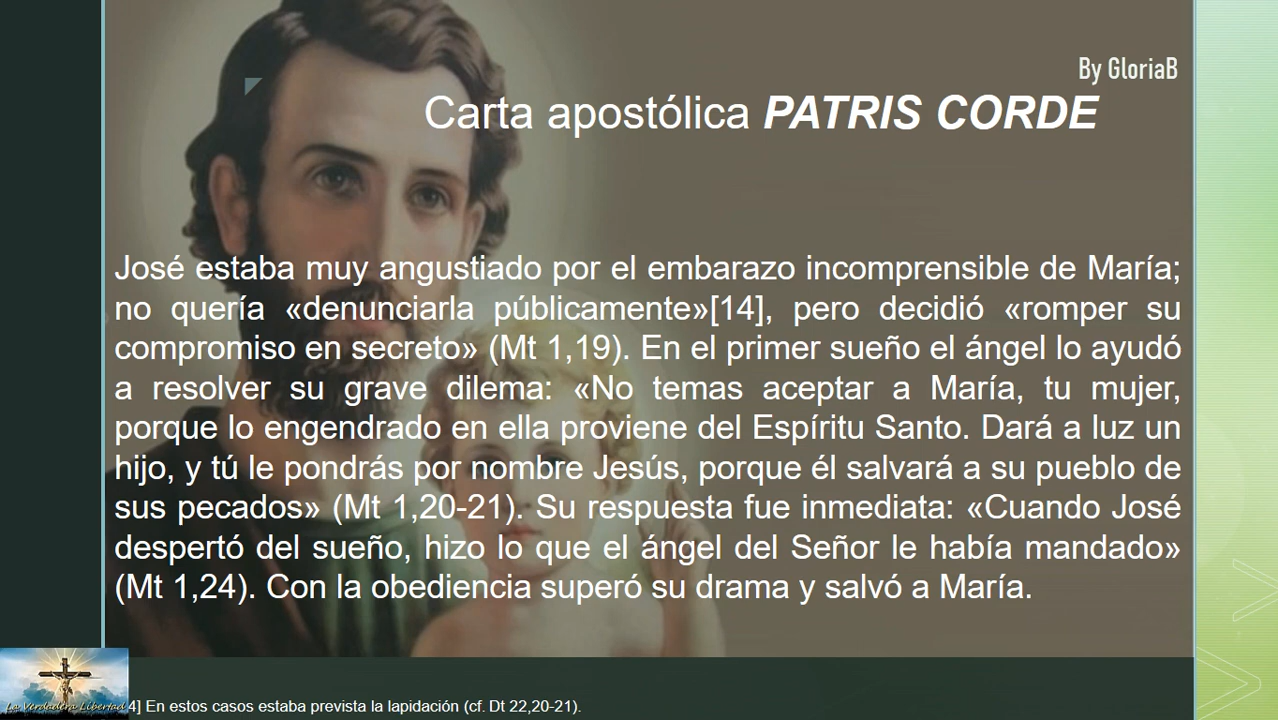 By GloriaB
Carta apostólica PATRIS CORDE
José estaba muy angustiado por el embarazo incomprensible de María;
no quería «denunciarla públicamente»[14], pero decidió «romper su
compromiso en secreto» (Mt 1,19). En el primer sueño el ángel lo ayudó
a resolver su grave dilema: «No temas aceptar a María, tu mujer,
porque lo engendrado en ella proviene del Espíritu Santo. Dará a luz un
hijo, y tú le pondrás por nombre Jesús, porque él salvará a su pueblo de
sus pecados» (Mt 1,20-21). Su respuesta fue inmediata: «Cuando José
despertó del sueño, hizo lo que el ángel del Señor le había mandado»
(Mt 1,24). Con la obediencia superó su drama y salvó a María.
La Verdadera Libertad
4] En estos casos estaba prevista la lapidación (cf. Dt 22,20-21).